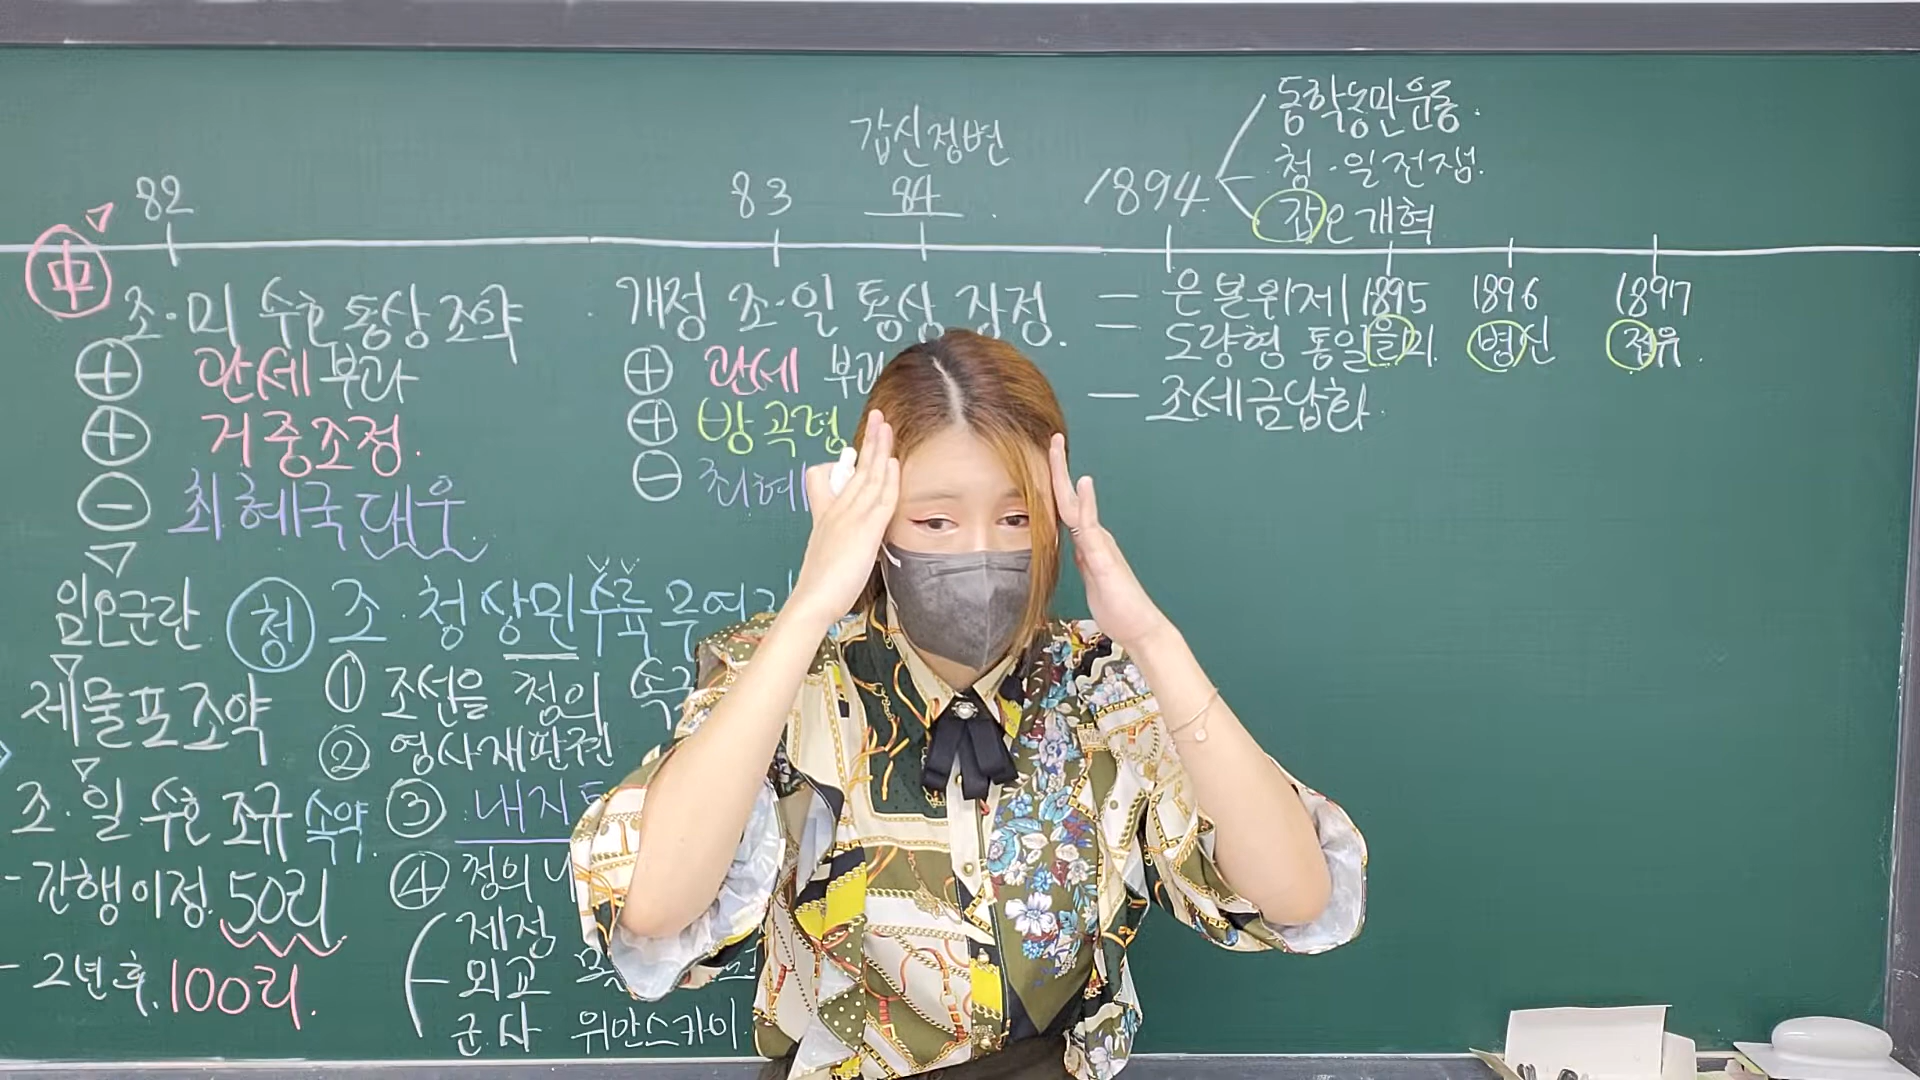 82
83
갑신정변
84
1894
동학농민운동
청·일전쟁
갑오개혁
조·미 수호통상조약
⊕ 관세 부과
⊕ 거중조정
⊖ 최혜국 대우
개정 조·일 통상 장정
⊕ 관세 부과
⊕ 방곡령
⊖ 최혜
- 은본위제
- 도량형 통일
- 조세금납화
1895
을미
1896
병신
1897
정유
임오군란
제물포조약
조·일 수호 조규 속약
- 간행이정 50리
- 2년 후 100리
청 조·청상민수륙무역
① 조선을 청의 속
② 영사재판권
③ 내지
④ 청의 내
외교
군사 위안스카이